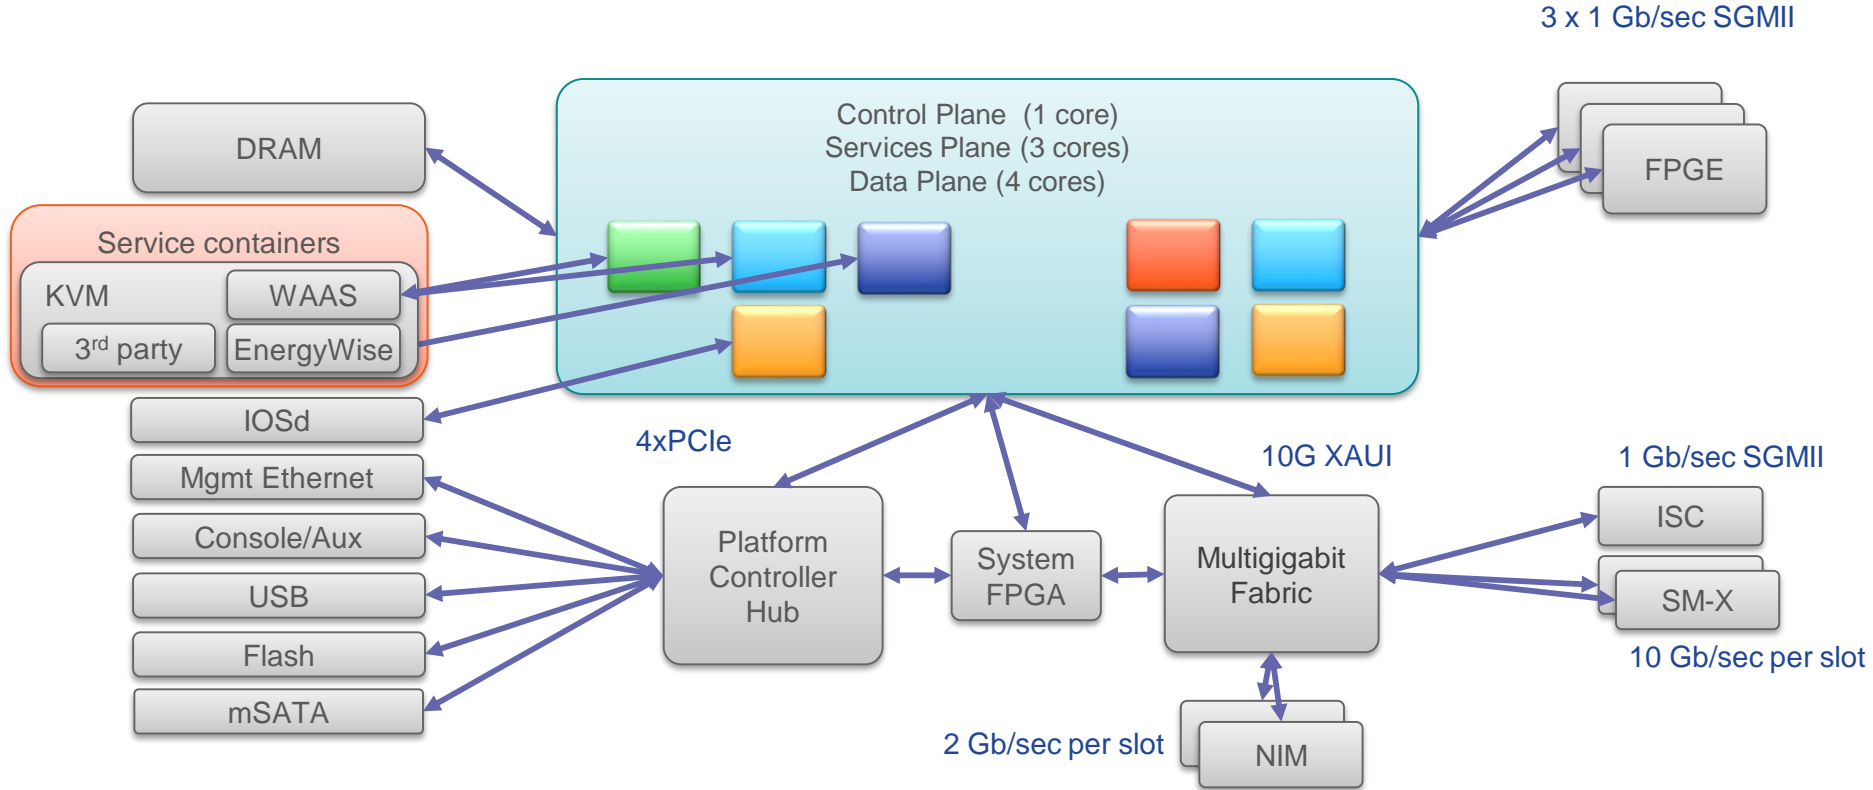 3 x 1 Gb/sec SGMII
Control Plane  (1 core)
Services Plane (3 cores)
Data Plane (4 cores)
DRAM
FPGE
Service containers
KVM
WAAS
3rd party
EnergyWise
IOSd
Mgmt Ethernet
Console/Aux
USB
Flash
mSATA
4xPCIe
10G XAUI
1 Gb/sec SGMII
Platform
Controller
Hub
System
FPGA
Multigigabit
Fabric
ISC
SM-X
10 Gb/sec per slot
2 Gb/sec per slot
NIM